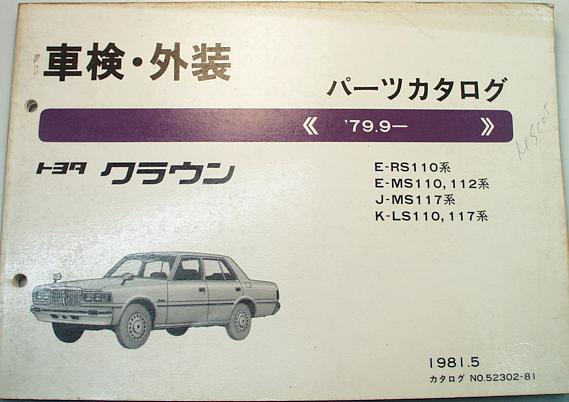 車検・外装
パーツカタログ
《 '79.9― 》
トヨタ クラウン
E-RS110系
E-MS110, 112系
J-MS117系
K-LS110, 117系
1981.5
カタログ NO.52302-81